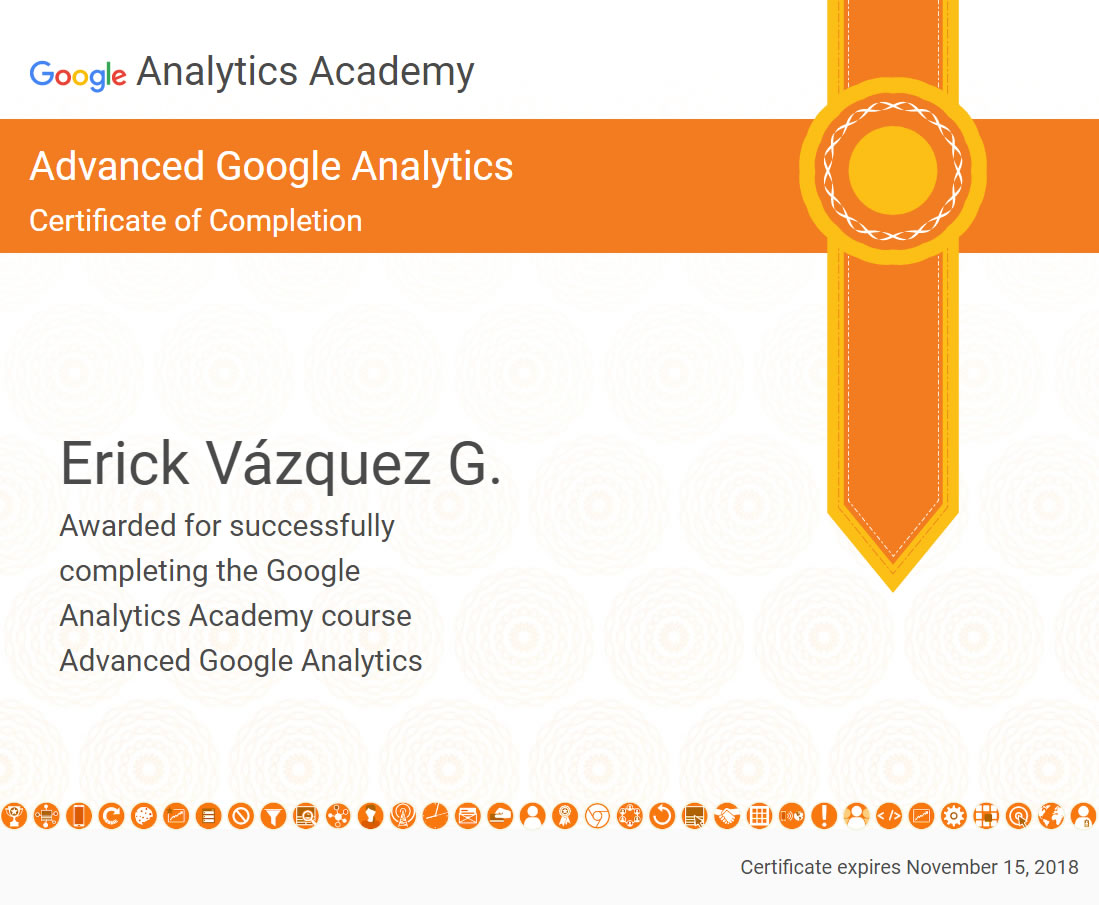 Google Analytics Academy
Advanced Google Analytics
Certificate of Completion
Erick Vázquez G.
Awarded for successfully
completing the Google
Analytics Academy course
Advanced Google Analytics
Certificate expires November 15, 2018